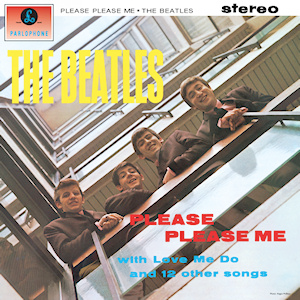 PARLOPHONE
PLEASE PLEASE ME • THE BEATLES
stereo
THE BEATLES
PLEASE
PLEASE ME
with Love Me Do
and 12 other songs